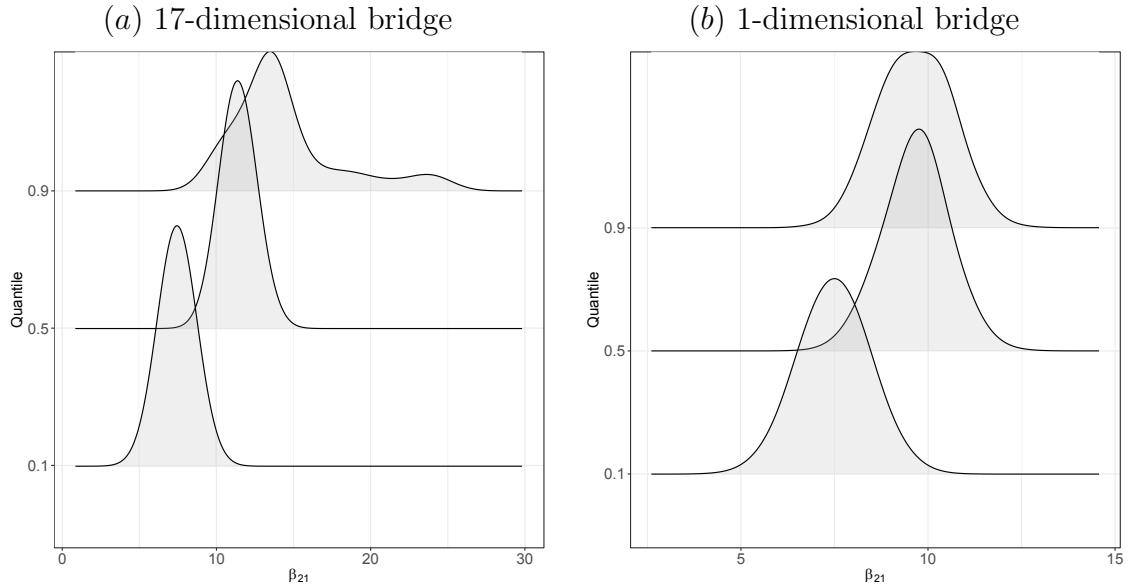 (a) 17-dimensional bridge
(b) 1-dimensional bridge
Quantile
0.9
0.5
0.1
0 10 20 30
β21
Quantile
0.9
0.5
0.1
5 10 15
β21